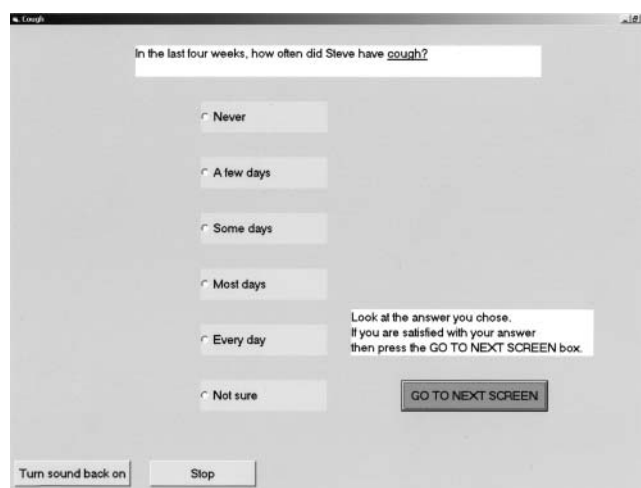 Cough
In the last four weeks, how often did Steve have cough?
Never
A few days
Some days
Most days
Every day
Not sure
Look at the answer you chose.
If you are satisfied with your answer
then press the GO TO NEXT SCREEN box.
GO TO NEXT SCREEN
Turn sound back on
Stop